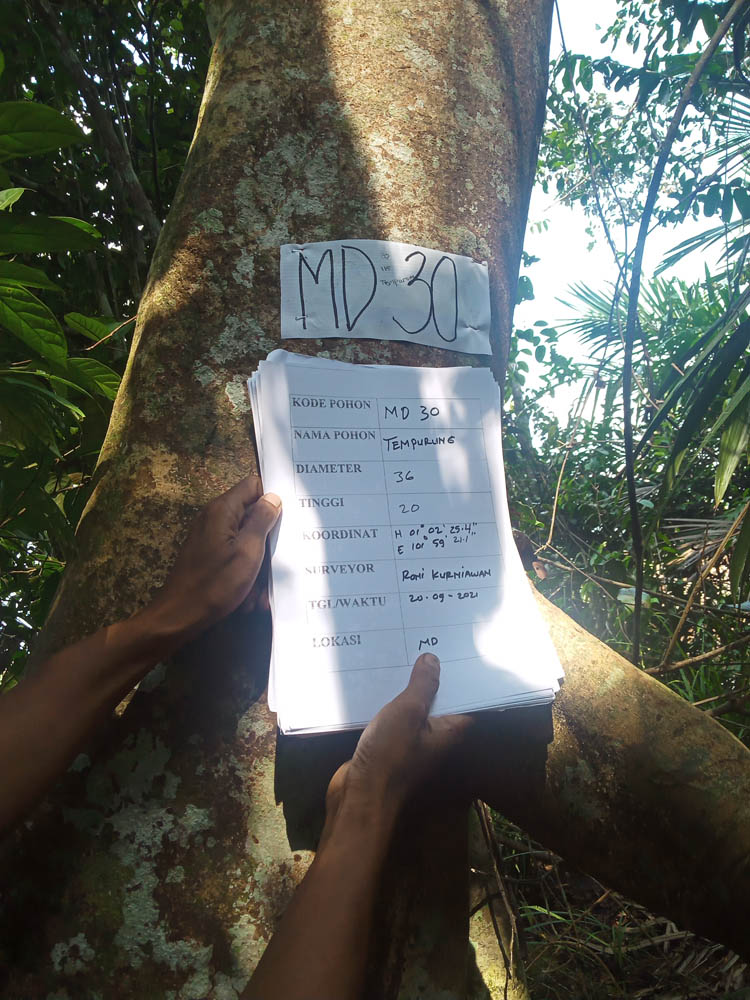 MD 30
KODE POHON MD 30
NAMA POHON TEMPURUNG
DIAMETER 36
TINGGI 20
KOORDINAT N 01° 02' 25.4"
E 101° 59' 21.1"
SURVEYOR RONI KURNIAWAN
TGL/WAKTU 20-09-2021
LOKASI MD